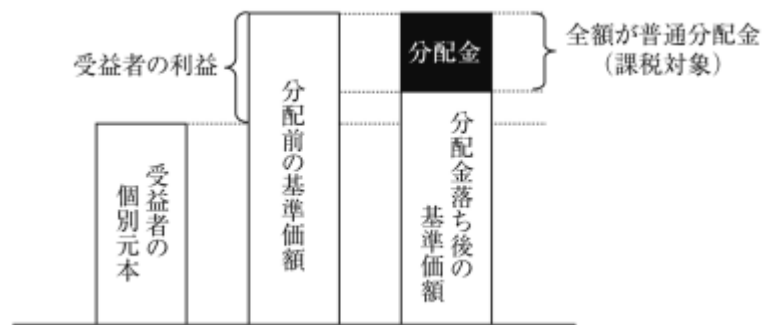 受益者の利益
受益者の
個別元本
分配前の基準価額
分配金
分配金落ち後の
基準価額
全額が普通分配金
(課税対象)